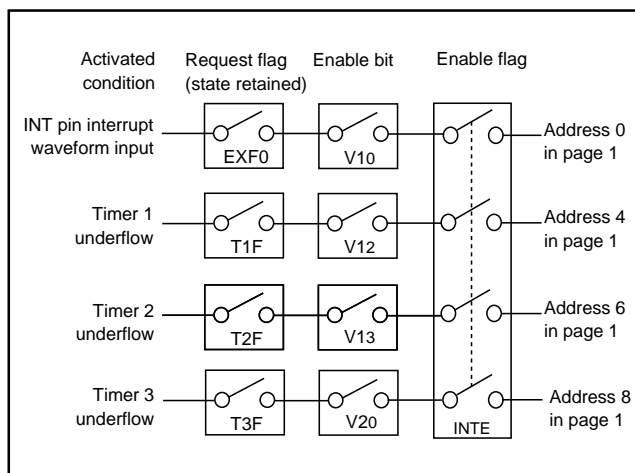 Activated
condition
Request flag
(state retained)
Enable bit
Enable flag
INT pin interrupt
waveform input
EXF0
V10
Address 0
in page 1
Timer 1
underflow
T1F
V12
Address 4
in page 1
Timer 2
underflow
T2F
V13
Address 6
in page 1
Timer 3
underflow
T3F
V20
INTE
Address 8
in page 1